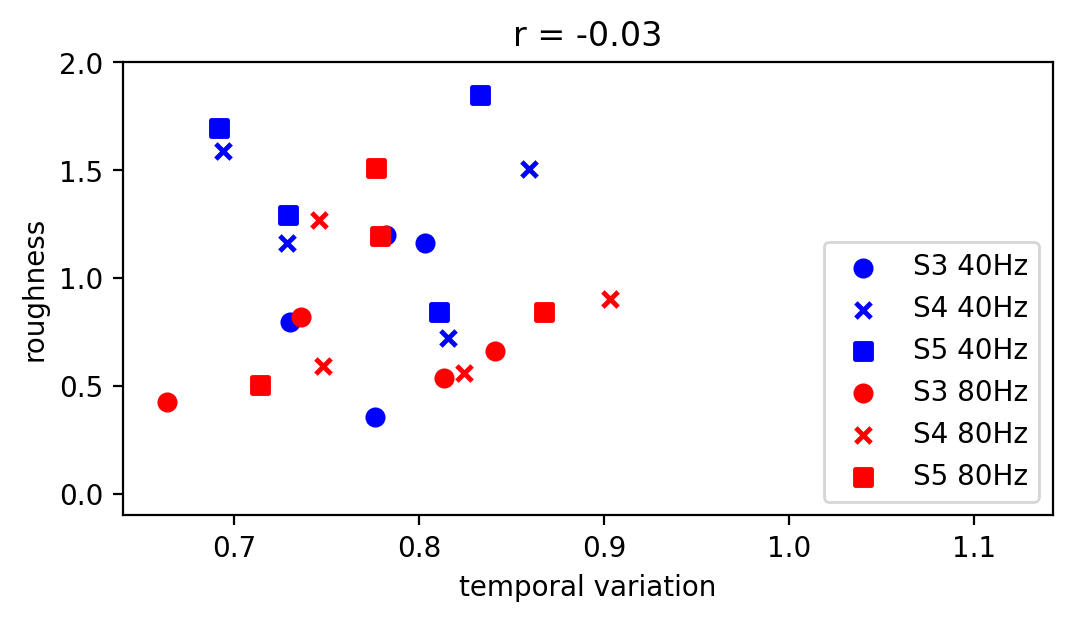 r = -0.03
roughness
2.0
1.5
1.0
0.5
0.0
S3 40Hz
S4 40Hz
S5 40Hz
S3 80Hz
S4 80Hz
S5 80Hz
0.7 0.8 0.9 1.0 1.1
temporal variation